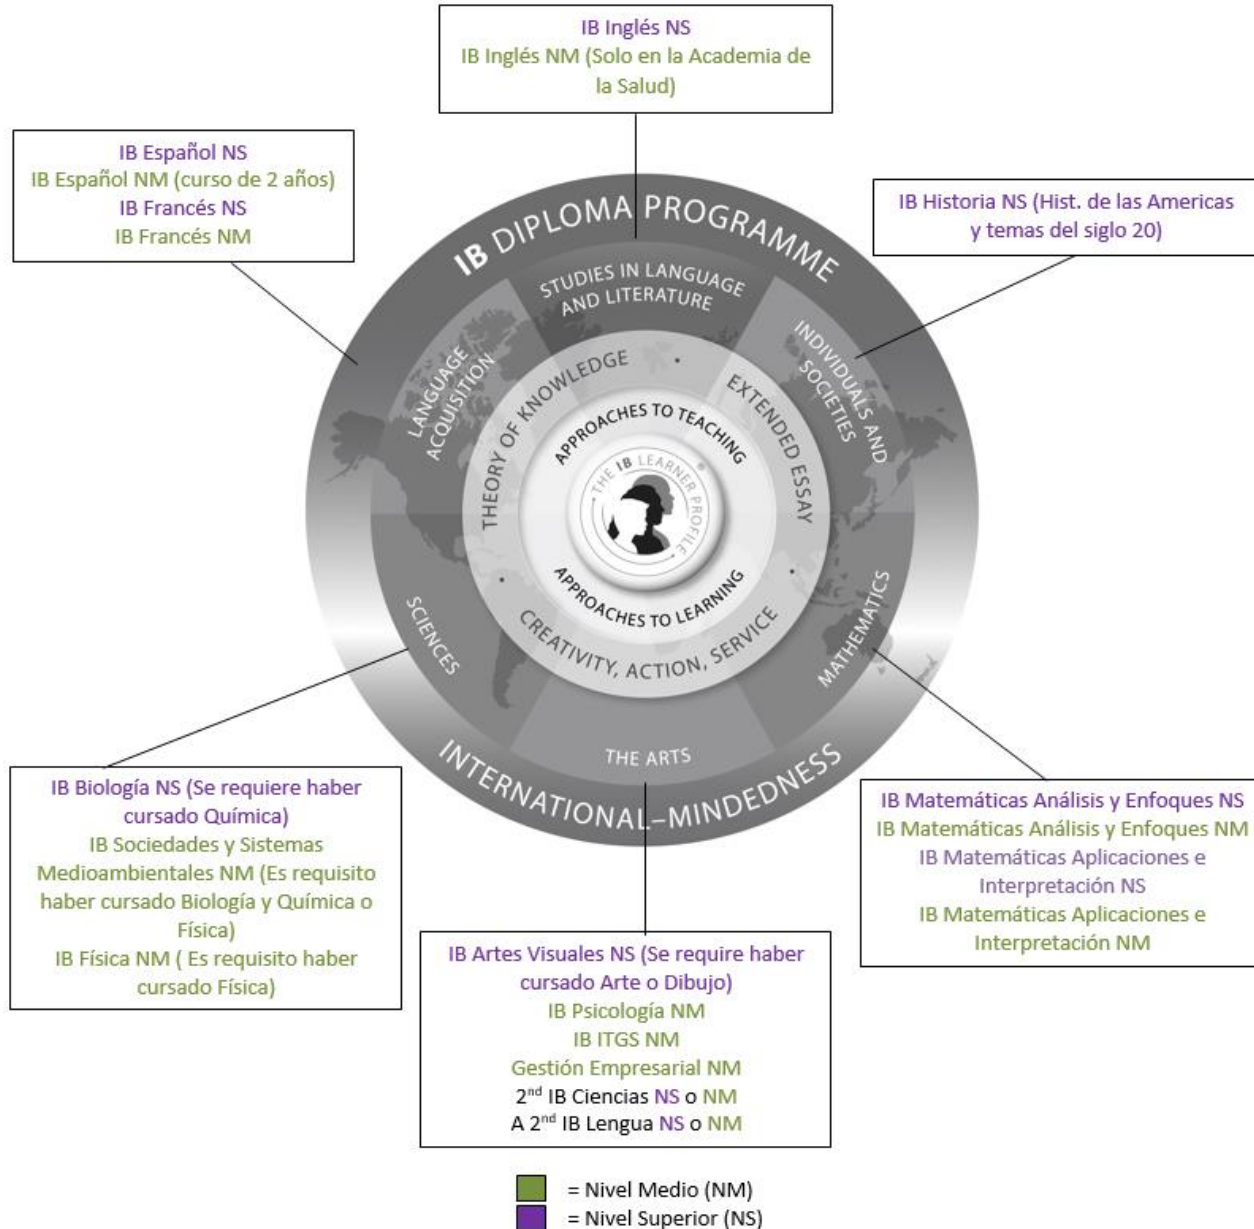 IB Inglés NS
IB Inglés NM (Solo en la Academia de
la Salud)
IB Español NS
IB Español NM (curso de 2 años)
IB Francés NS
IB Francés NM
IB Historia NS (Hist. de las Americas
y temas del siglo 20)
IB DIPLOMA PROGRAMME
STUDIES IN LANGUAGE
AND LITERATURE
LANGUAGE
ACQUISITION
INDIVIDUALS AND
SOCIETIES
THEORY OF KNOWLEDGE
EXTENDED ESSAY
APPROACHES TO TEACHING
• THE IB LEARNER PROFILE •
®
APPROACHES TO LEARNING
CREATIVITY, ACTION, SERVICE
SCIENCES
MATHEMATICS
THE ARTS
INTERNATIONAL–MINDEDNESS
IB Biología NS (Se requiere haber
cursado Química)
IB Sociedades y Sistemas
Medioambientales NM (Es requisito
haber cursado Biología y Química o
Física)
IB Física NM ( Es requisito haber
cursado Física)
IB Matemáticas Análisis y Enfoques NS
IB Matemáticas Análisis y Enfoques NM
IB Matemáticas Aplicaciones e
Interpretación NS
IB Matemáticas Aplicaciones e
Interpretación NM
IB Artes Visuales NS (Se require haber
cursado Arte o Dibujo)
IB Psicología NM
IB ITGS NM
Gestión Empresarial NM
2nd IB Ciencias NS o NM
A 2nd IB Lengua NS o NM
= Nivel Medio (NM)
= Nivel Superior (NS)